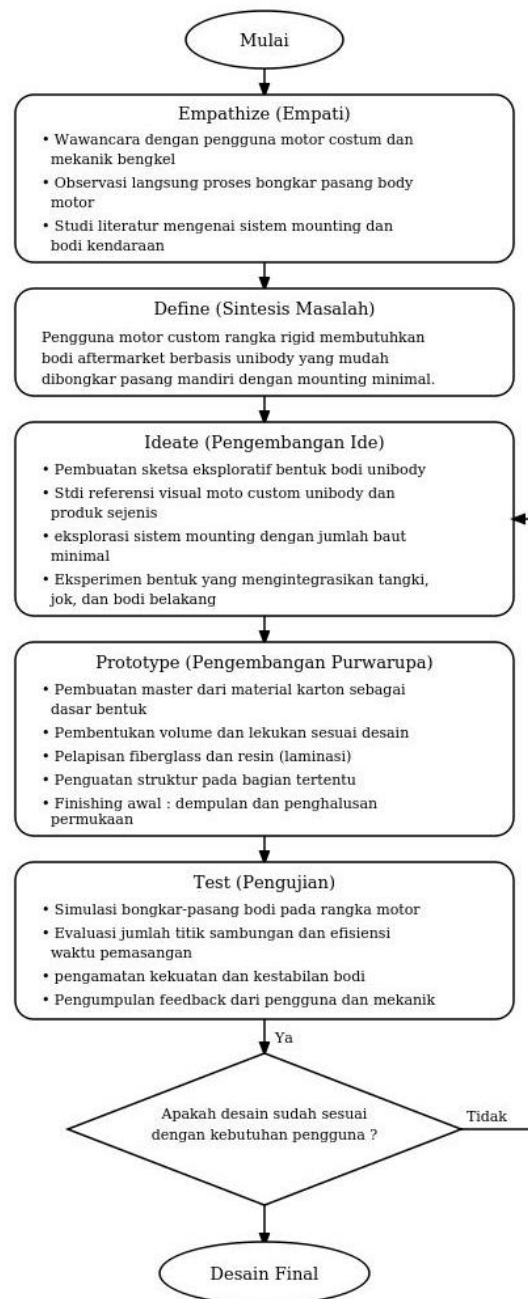 Mulai
Empathize (Empati)
• Wawancara dengan pengguna motor costum dan
mekanik bengkel
• Observasi langsung proses bongkar pasang body
motor
• Studi literatur mengenai sistem mounting dan
bodi kendaraan
Define (Sintesis Masalah)
Pengguna motor custom rangka rigid membutuhkan
bodi aftermarket berbasis unibody yang mudah
dibongkar pasang mandiri dengan mounting minimal.
Ideate (Pengembangan Ide)
• Pembuatan sketsa eksploratif bentuk bodi unibody
• Stdi referensi visual moto custom unibody dan
produk sejenis
• eksplorasi sistem mounting dengan jumlah baut
minimal
• Eksperimen bentuk yang mengintegrasikan tangki,
jok, dan bodi belakang
Prototype (Pengembangan Purwarupa)
• Pembuatan master dari material karton sebagai
dasar bentuk
• Pembentukan volume dan lekukan sesuai desain
• Pelapisan fiberglass dan resin (laminasi)
• Penguatan struktur pada bagian tertentu
• Finishing awal : dempulan dan penghalusan
permukaan
Test (Pengujian)
• Simulasi bongkar-pasang bodi pada rangka motor
• Evaluasi jumlah titik sambungan dan efisiensi
waktu pemasangan
• pengamatan kekuatan dan kestabilan bodi
• Pengumpulan feedback dari pengguna dan mekanik
Ya
Apakah desain sudah sesuai
dengan kebutuhan pengguna ?
Tidak
Desain Final